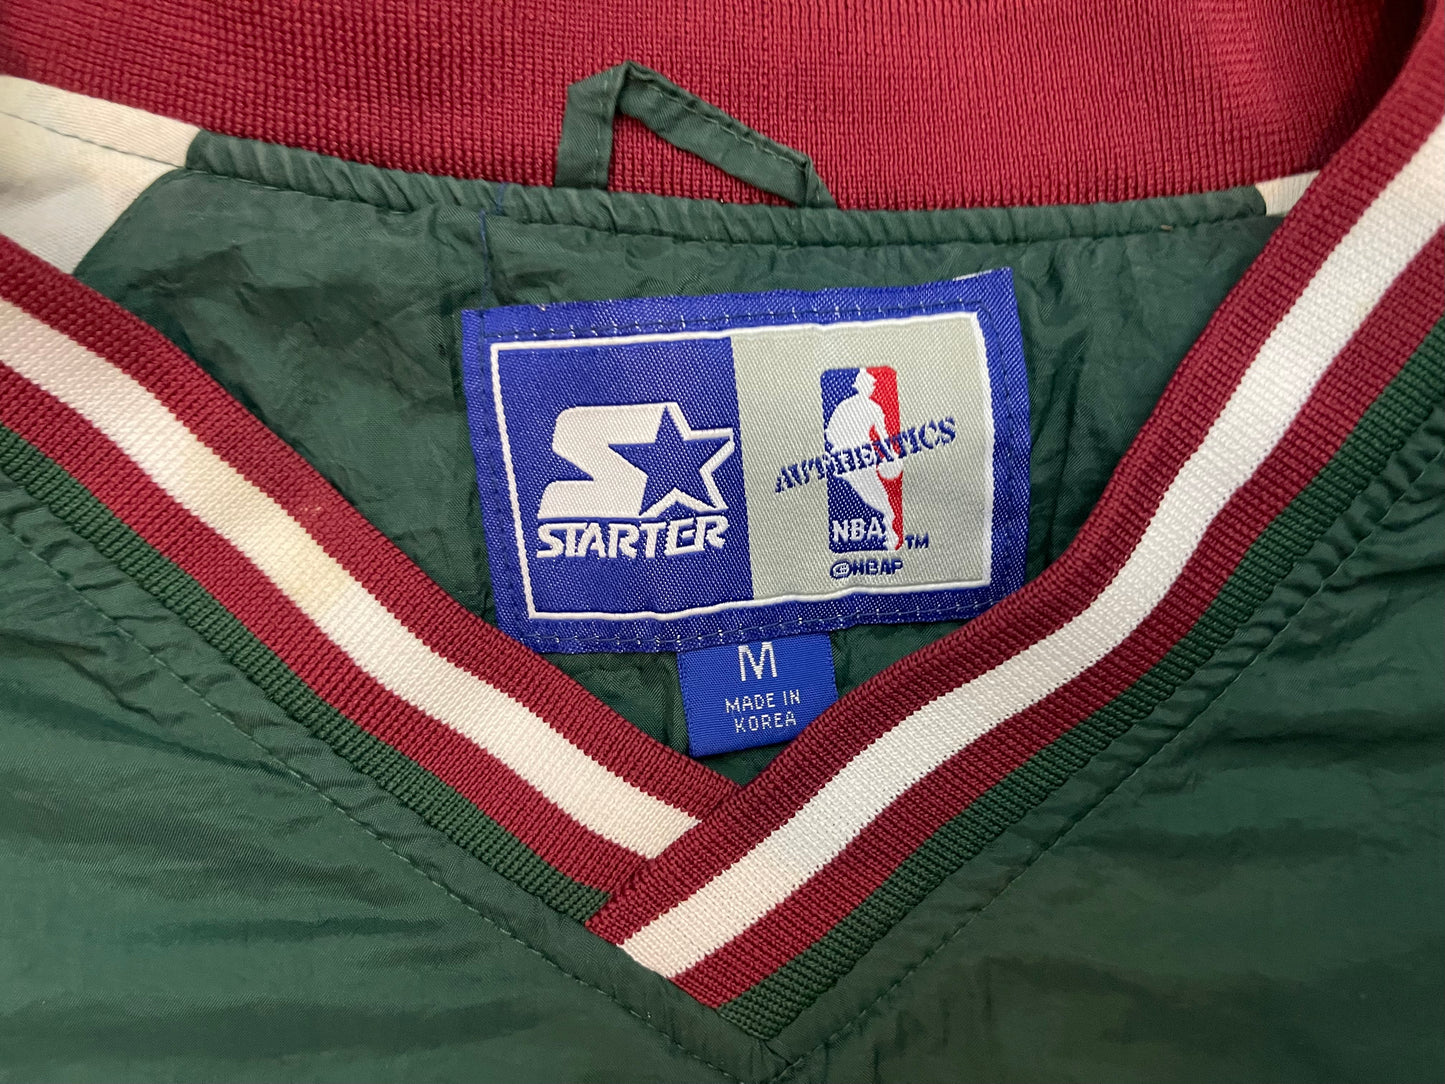 STARTER
AUTHENTICS
NBA
TM
©NBAP
M
MADE IN
KOREA